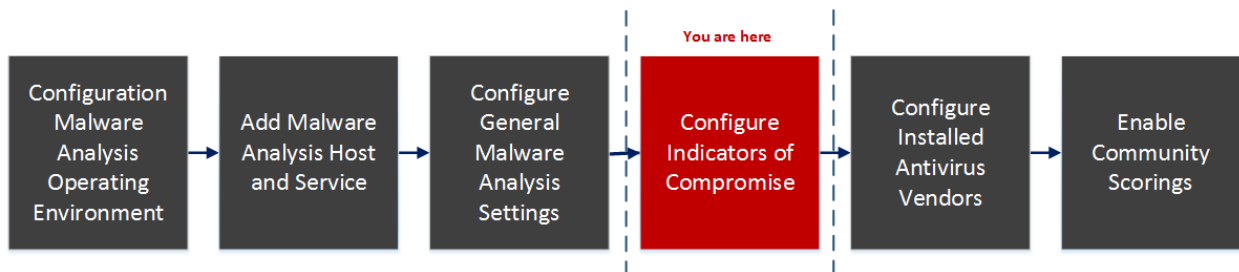 You are here
Configuration
Malware
Analysis
Operating
Environment
Add Malware
Analysis Host
and Service
Configure
General
Malware
Analysis
Settings
Configure
Indicators of
Compromise
Configure
Installed
Antivirus
Vendors
Enable
Community
Scorings